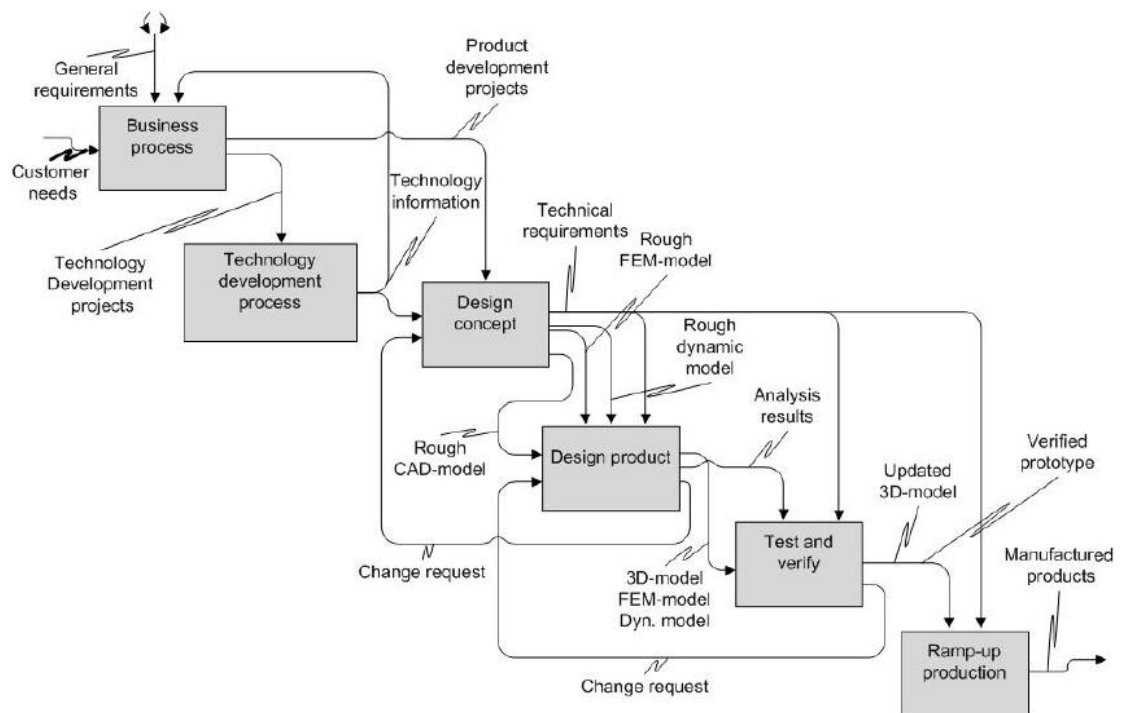 General
requirements
Product
development
projects
Business
process
Customer
needs
Technology
information
Technology
Development
projects
Technology
development
process
Technical
requirements
Rough
FEM-model
Design
concept
Rough
dynamic
model
Analysis
results
Rough
CAD-model
Design product
Verified
prototype
Updated
3D-model
Change request
3D-model
FEM-model
Dyn. model
Test and
verify
Manufactured
products
Ramp-up
production
Change request